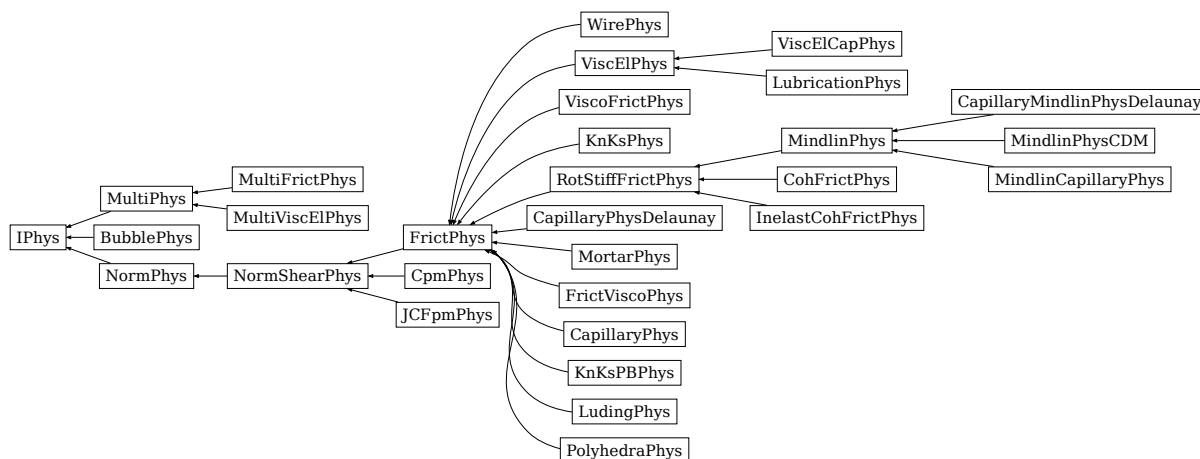 WirePhys
ViscElPhys
ViscElCapPhys
LubricationPhys
ViscoFrictPhys
KnKsPhys
CapillaryMindlinPhysDelaunay
MindlinPhys
MindlinPhysCDM
MultiFrictPhys
RotStiffFrictPhys
CohFrictPhys
MindlinCapillaryPhys
MultiPhys
MultiViscElPhys
CapillaryPhysDelaunay
InelastCohFrictPhys
IPhys
BubblePhys
FrictPhys
MortarPhys
NormPhys
NormShearPhys
CpmPhys
FrictViscoPhys
JCFpmPhys
CapillaryPhys
KnKsPBPhys
LudingPhys
PolyhedraPhys